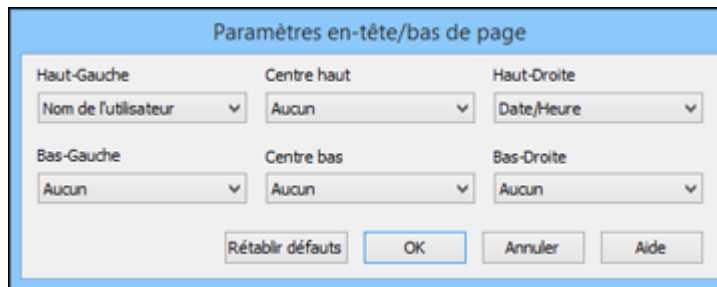 Paramètres en-tête/bas de page
Haut-Gauche Centre haut Haut-Droite
Nom de l'utilisateur Aucun Date/Heure
Bas-Gauche Centre bas Bas-Droite
Aucun Aucun Aucun
Rétablir défauts OK Annuler Aide